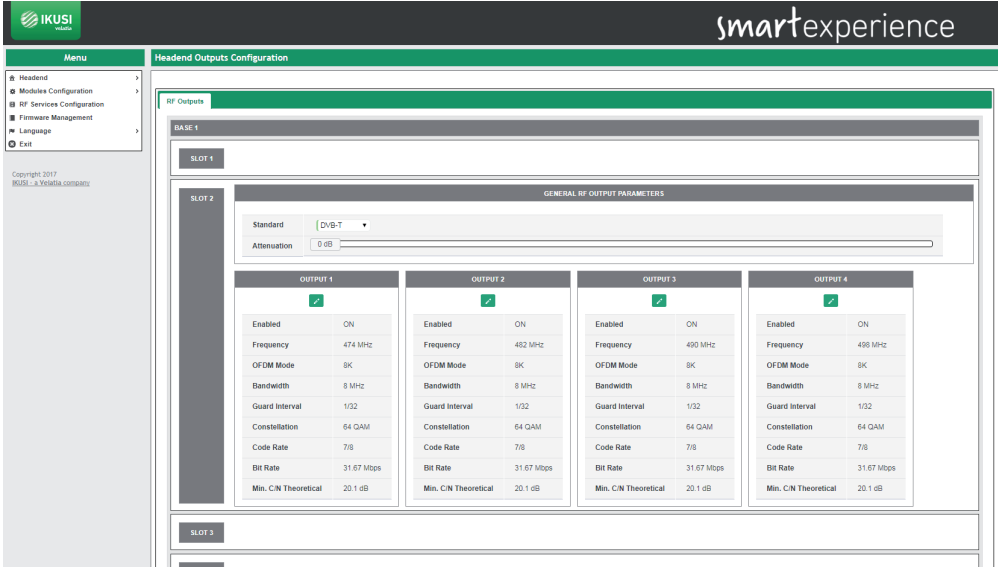 IKUSI
velatia
smartexperience
Menu
Headend
Modules Configuration
RF Services Configuration
Firmware Management
Language
Exit
Copyright 2017
IKUSI - a Velatia company
Headend Outputs Configuration
RF Outputs
BASE 1
SLOT 1
SLOT 2
GENERAL RF OUTPUT PARAMETERS
Standard DVB-T
Attenuation 0 dB
OUTPUT 1 OUTPUT 2 OUTPUT 3 OUTPUT 4
Enabled ON Enabled ON Enabled ON Enabled ON
Frequency 474 MHz Frequency 482 MHz Frequency 490 MHz Frequency 498 MHz
OFDM Mode 8K OFDM Mode 8K OFDM Mode 8K OFDM Mode 8K
Bandwidth 8 MHz Bandwidth 8 MHz Bandwidth 8 MHz Bandwidth 8 MHz
Guard Interval 1/32 Guard Interval 1/32 Guard Interval 1/32 Guard Interval 1/32
Constellation 64 QAM Constellation 64 QAM Constellation 64 QAM Constellation 64 QAM
Code Rate 7/8 Code Rate 7/8 Code Rate 7/8 Code Rate 7/8
Bit Rate 31.67 Mbps Bit Rate 31.67 Mbps Bit Rate 31.67 Mbps Bit Rate 31.67 Mbps
Min. C/N Theoretical 20.1 dB Min. C/N Theoretical 20.1 dB Min. C/N Theoretical 20.1 dB Min. C/N Theoretical 20.1 dB
SLOT 3